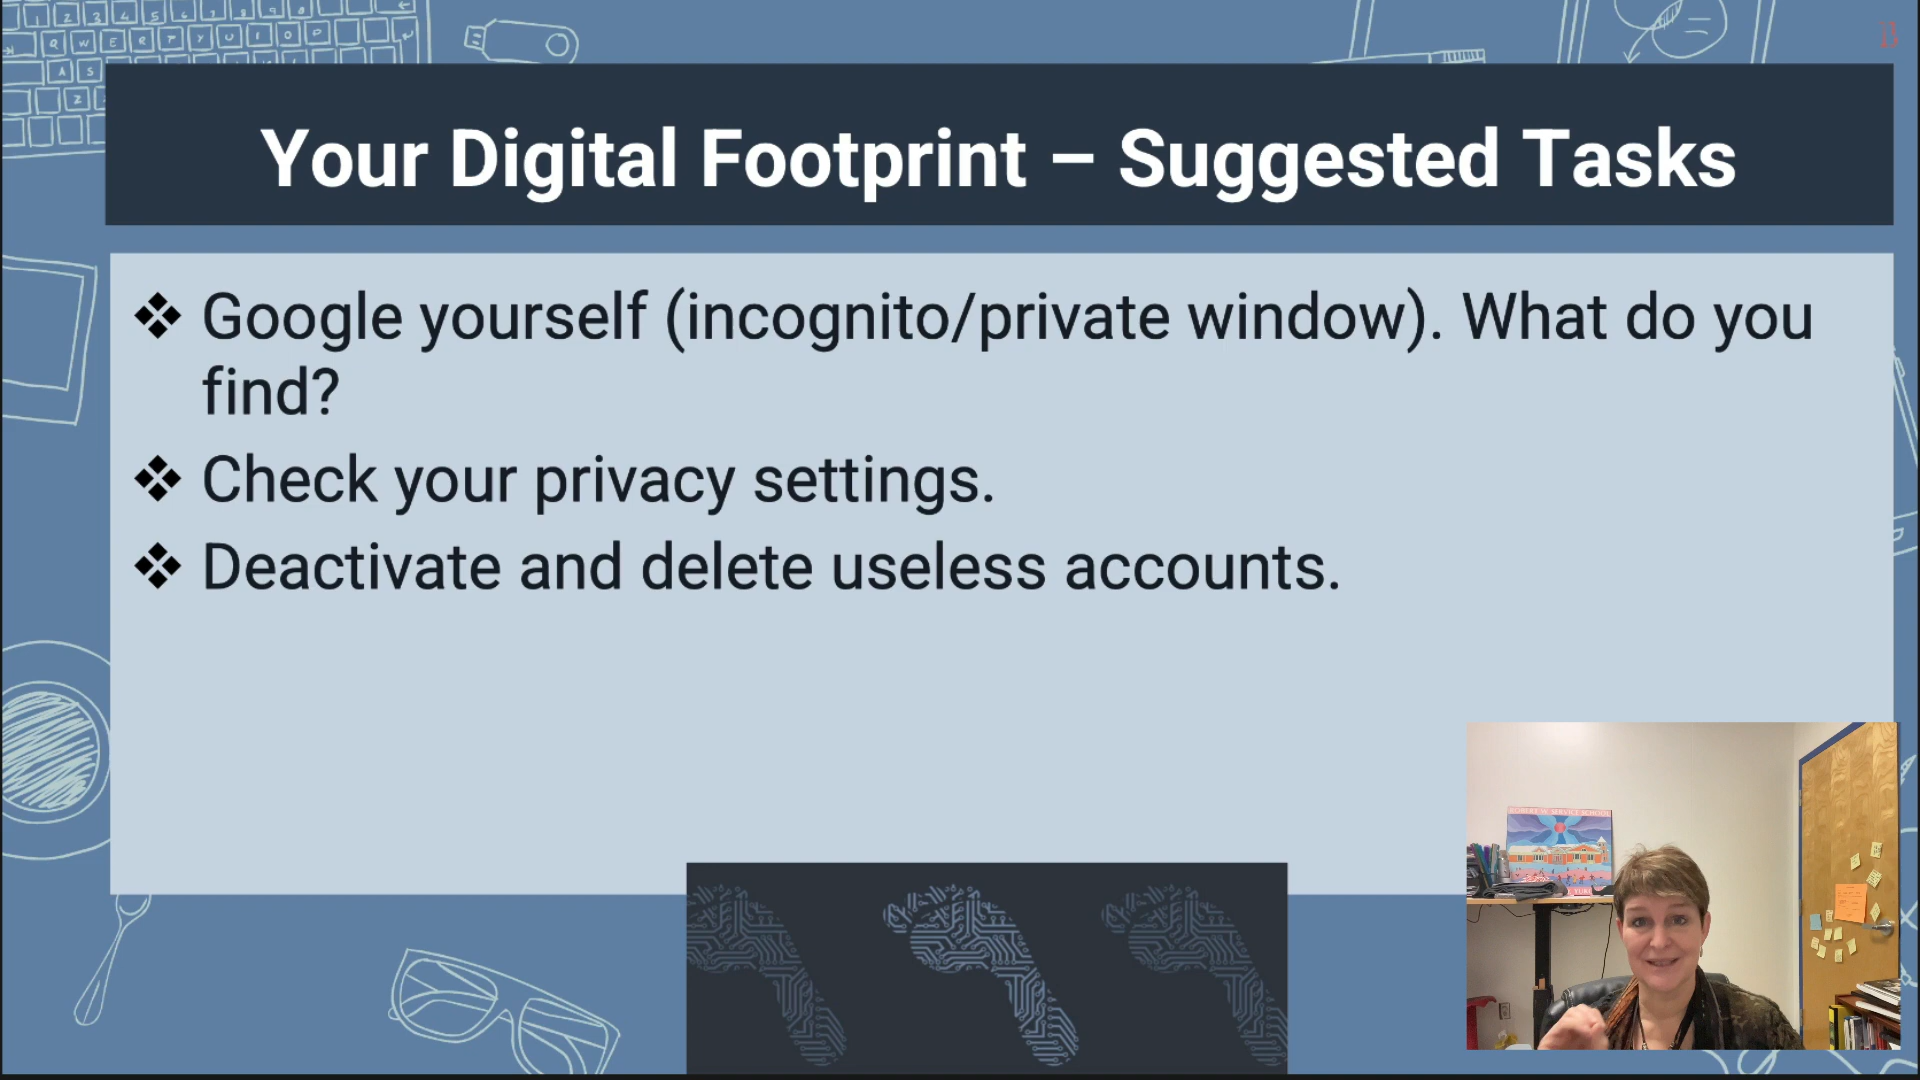 13
Your Digital Footprint – Suggested Tasks
❖ Google yourself (incognito/private window). What do you
find?
❖ Check your privacy settings.
❖ Deactivate and delete useless accounts.